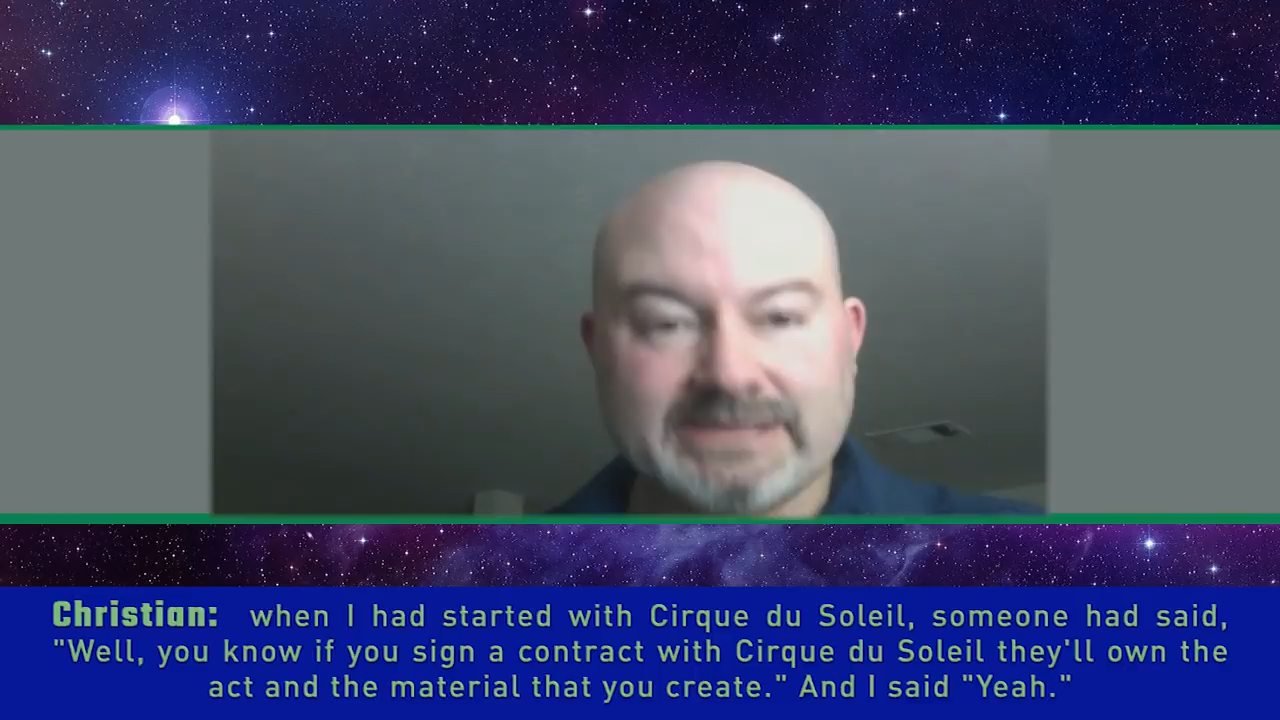 Christian: when I had started with Cirque du Soleil, someone had said,
"Well, you know if you sign a contract with Cirque du Soleil they'll own the
act and the material that you create." And I said "Yeah."